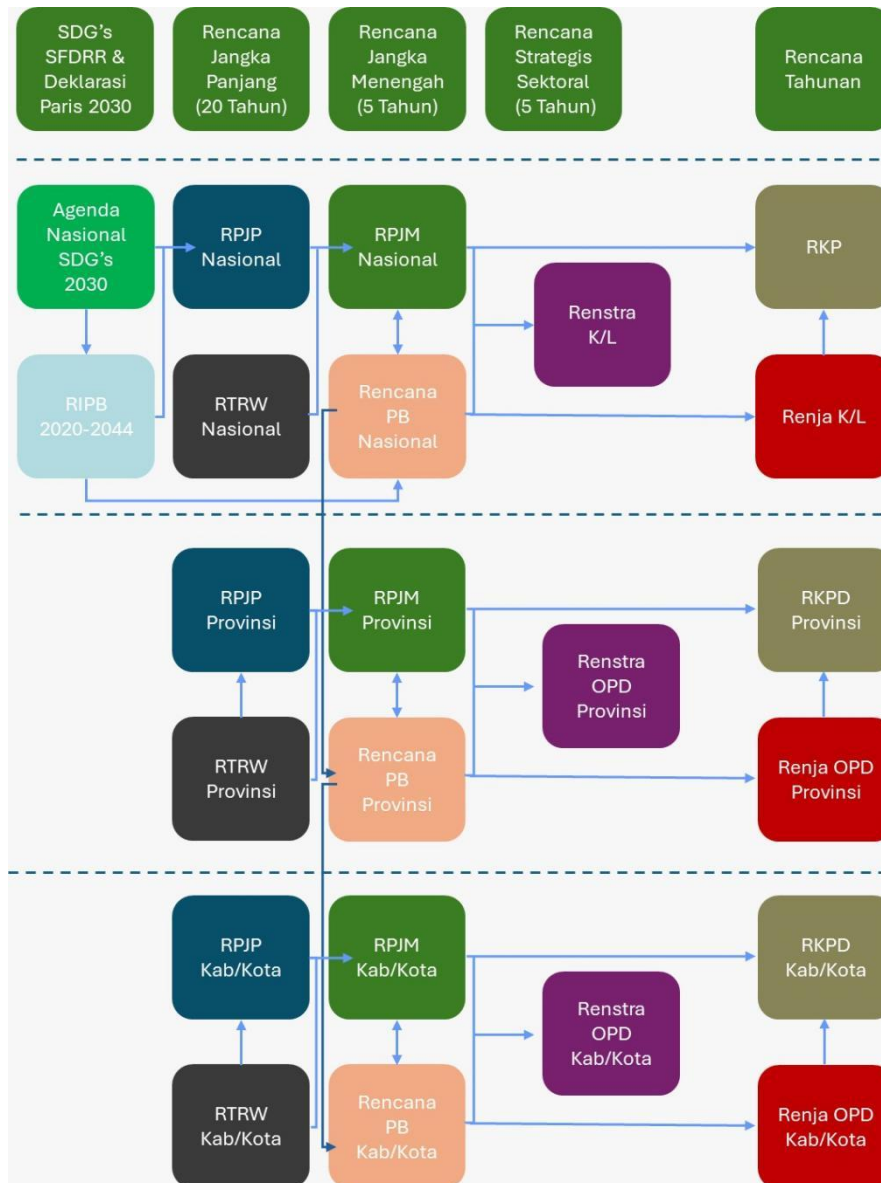 SDG's
SFDRR &
Deklarasi
Paris 2030
Rencana
Jangka
Panjang
(20 Tahun)
Rencana
Jangka
Menengah
(5 Tahun)
Rencana
Strategis
Sektoral
(5 Tahun)
Rencana
Tahunan
Agenda
Nasional
SDG's
2030
RPJP
Nasional
RPJM
Nasional
RKP
Renstra
K/L
RIPB
2020-2044
RTRW
Nasional
Rencana
PB
Nasional
Renja K/L
RPJP
Provinsi
RPJM
Provinsi
RKPD
Provinsi
Renstra
OPD
Provinsi
RTRW
Provinsi
Rencana
PB
Provinsi
Renja OPD
Provinsi
RPJP
Kab/Kota
RPJM
Kab/Kota
RKPD
Kab/Kota
Renstra
OPD
Kab/Kota
RTRW
Kab/Kota
Rencana
PB
Kab/Kota
Renja OPD
Kab/Kota